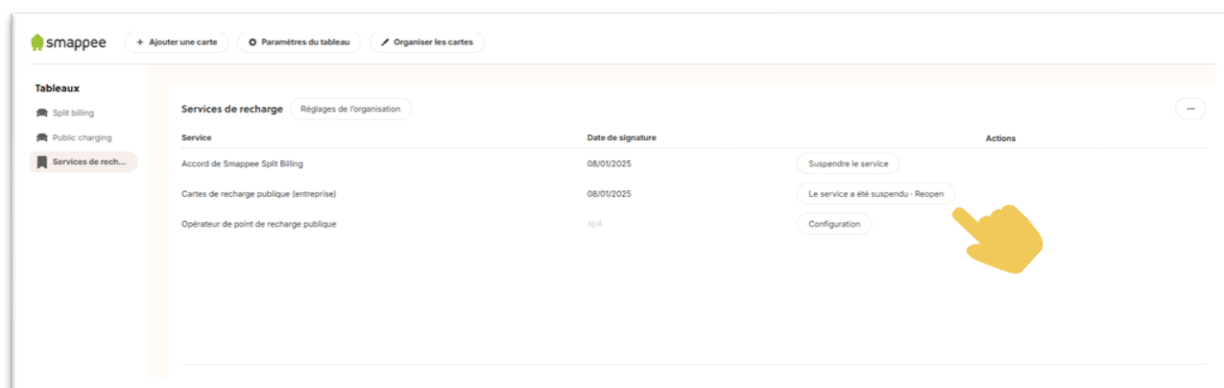 smappee + Ajouter une carte Paramètres du tableau Organiser les cartes
Tableaux
Split billing
Public charging
Services de rech...
Services de recharge Réglages de l'organisation ...
Service Date de signature Actions
Accord de Smappee Split Billing 08/01/2025 Suspendre le service
Cartes de recharge publique (entreprise) 08/01/2025 Le service a été suspendu - Reopen
Opérateur de point de recharge publique N/A Configuration